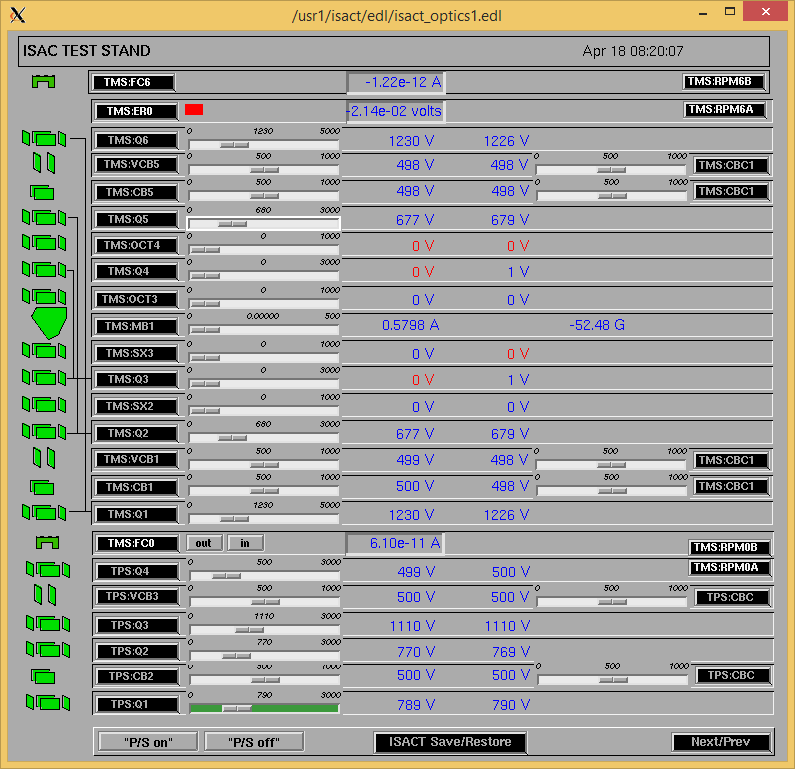 /usr1/isact/edl/isact_optics1.edl
ISAC TEST STAND Apr 18 08:20:07
TMS:FC6 -1.22e-12 A TMS:RPM6B
TMS:ER0 -2.14e-02 volts TMS:RPM6A
TMS:Q6 0 1230 5000 1230 V 1226 V
TMS:VCB5 0 500 1000 498 V 498 V 0 500 1000 TMS:CBC1
TMS:CB5 0 500 1000 498 V 498 V 0 500 1000 TMS:CBC1
TMS:Q5 0 680 3000 677 V 679 V
TMS:OCT4 0 0 1000 0 V 0 V
TMS:Q4 0 0 3000 0 V 1 V
TMS:OCT3 0 0 1000 0 V 0 V
TMS:MB1 0 0.00000 500 0.5798 A -52.48 G
TMS:SX3 0 0 1000 0 V 0 V
TMS:Q3 0 0 3000 0 V 1 V
TMS:SX2 0 0 1000 0 V 0 V
TMS:Q2 0 680 3000 677 V 679 V
TMS:VCB1 0 500 1000 499 V 498 V 0 500 1000 TMS:CBC1
TMS:CB1 0 500 1000 500 V 498 V 0 500 1000 TMS:CBC1
TMS:Q1 0 1230 5000 1230 V 1226 V
TMS:FC0 out in 6.10e-11 A TMS:RPM0B
TPS:Q4 0 500 3000 499 V 500 V TMS:RPM0A
TPS:VCB3 0 500 1000 500 V 500 V 0 500 1000 TPS:CBC
TPS:Q3 0 1110 3000 1110 V 1110 V
TPS:Q2 0 770 3000 770 V 769 V
TPS:CB2 0 500 1000 500 V 500 V 0 500 1000 TPS:CBC
TPS:Q1 0 790 3000 789 V 790 V
"P/S on" "P/S off" ISACT Save/Restore Next/Prev